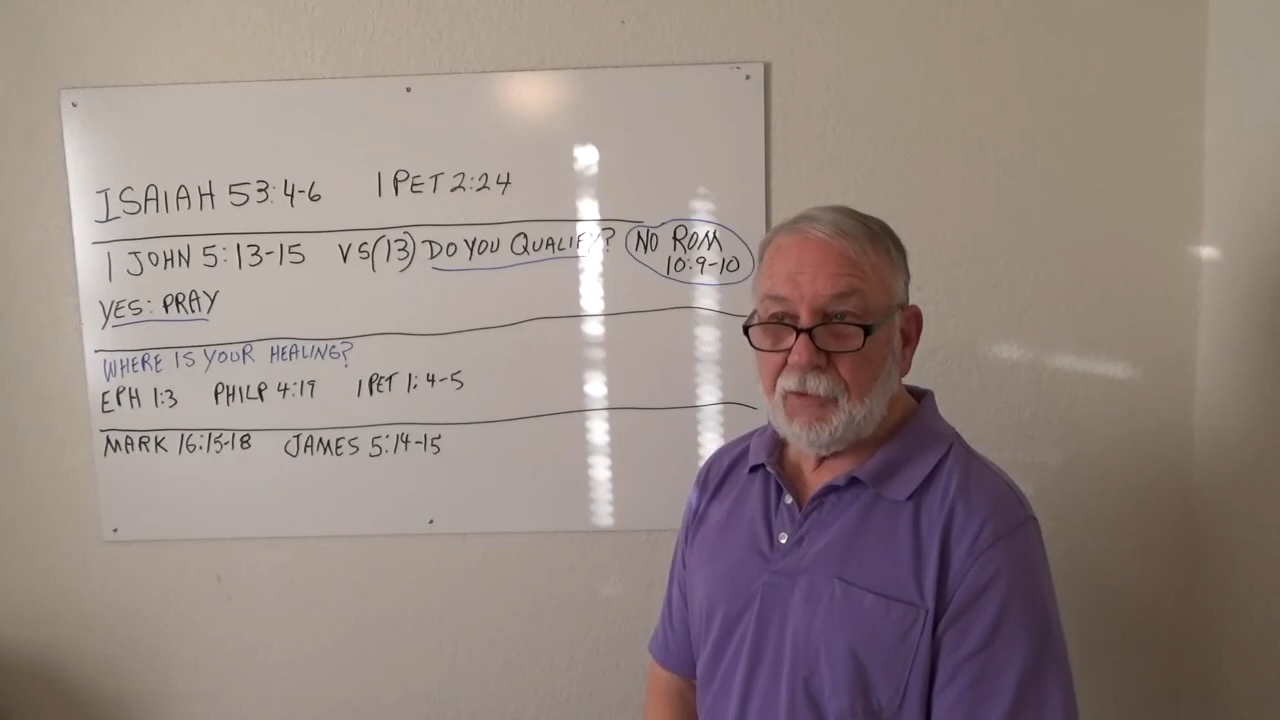 ISAIAH 53:4-6 1 PET 2:24
1 JOHN 5:13-15 VS(13) DO YOU QUALIFY? NO ROM
10:9-10
YES: PRAY
WHERE IS YOUR HEALING?
EPH 1:3 PHILP 4:19 1 PET 1:4-5
MARK 16:15-18 JAMES 5:14-15